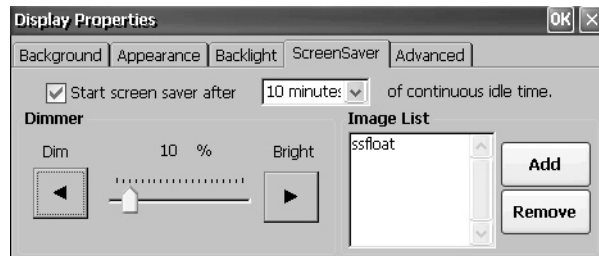 Display Properties OK ×
Background Appearance Backlight ScreenSaver Advanced
Start screen saver after 10 minutes of continuous idle time.
Dimmer Image List
Dim 10 % Bright ssfloat
Add
Remove